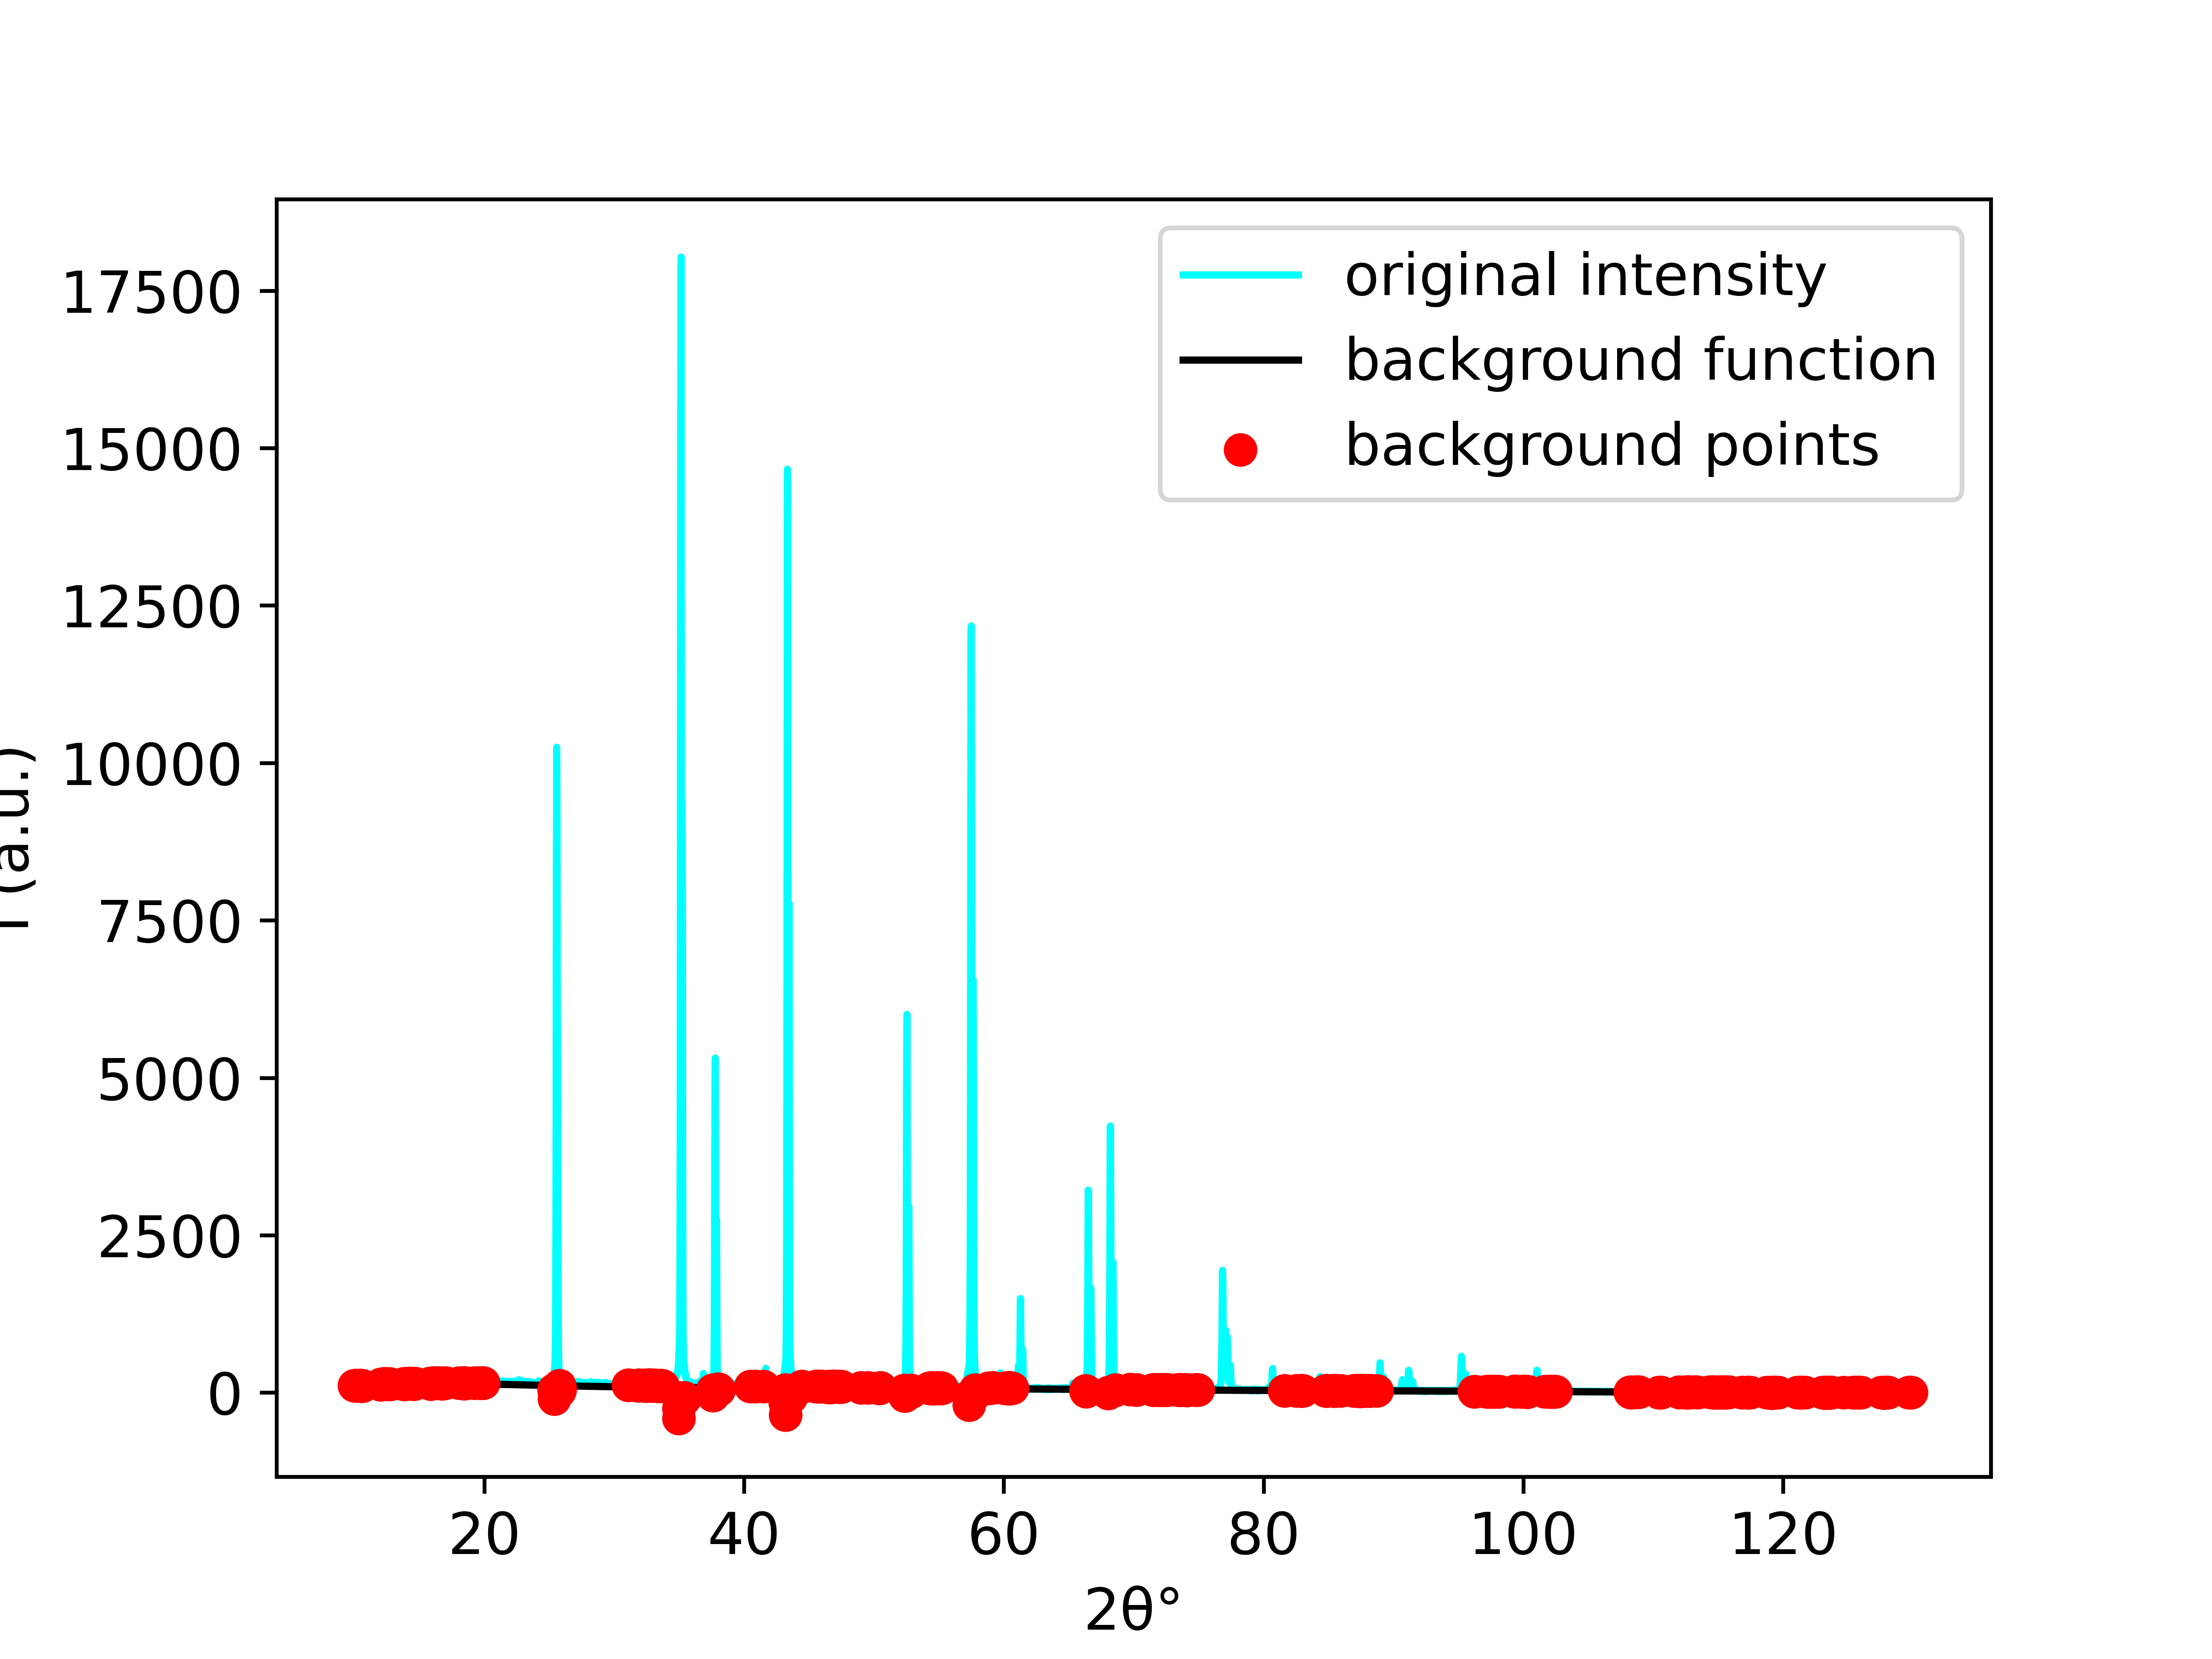 original intensity
background function
background points
17500
15000
12500
10000
7500
5000
2500
0
I (a.u.)
20 40 60 80 100 120
2θ°